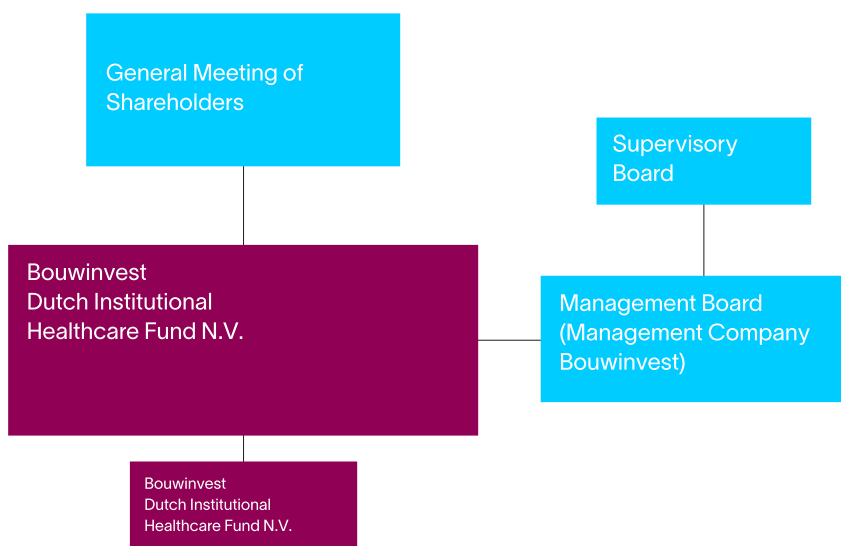 General Meeting of
Shareholders
Supervisory
Board
Bouwinvest
Dutch Institutional
Healthcare Fund N.V.
Management Board
(Management Company
Bouwinvest)
Bouwinvest
Dutch Institutional
Healthcare Fund N.V.